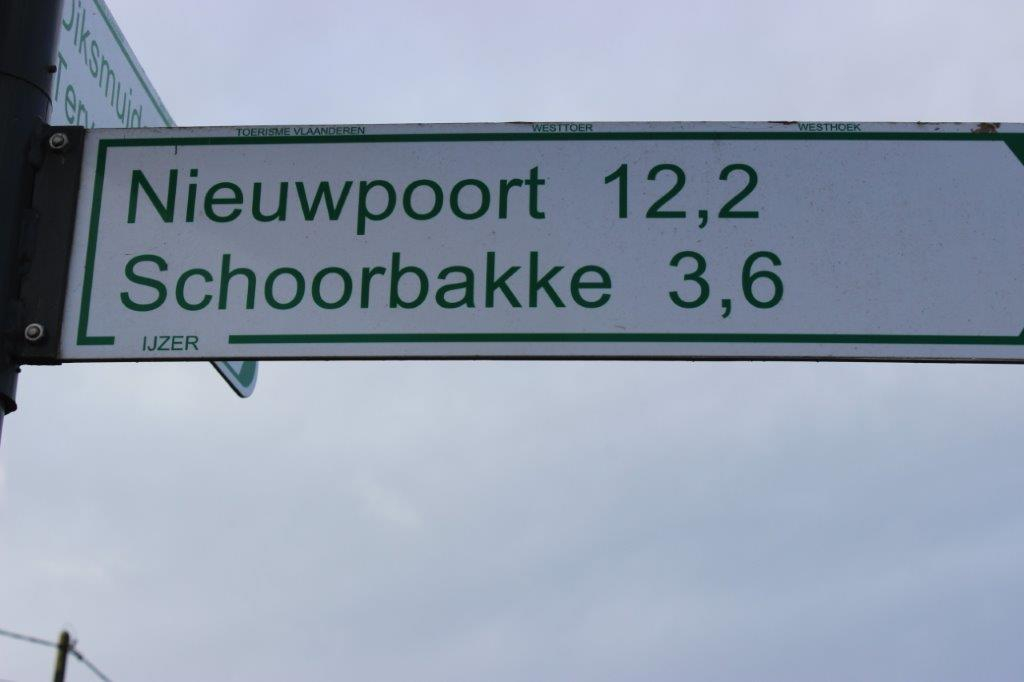 TOERISME VLAANDEREN WESTTOER WESTHOEK
Nieuwpoort 12,2
Schoorbakke 3,6
IJZER